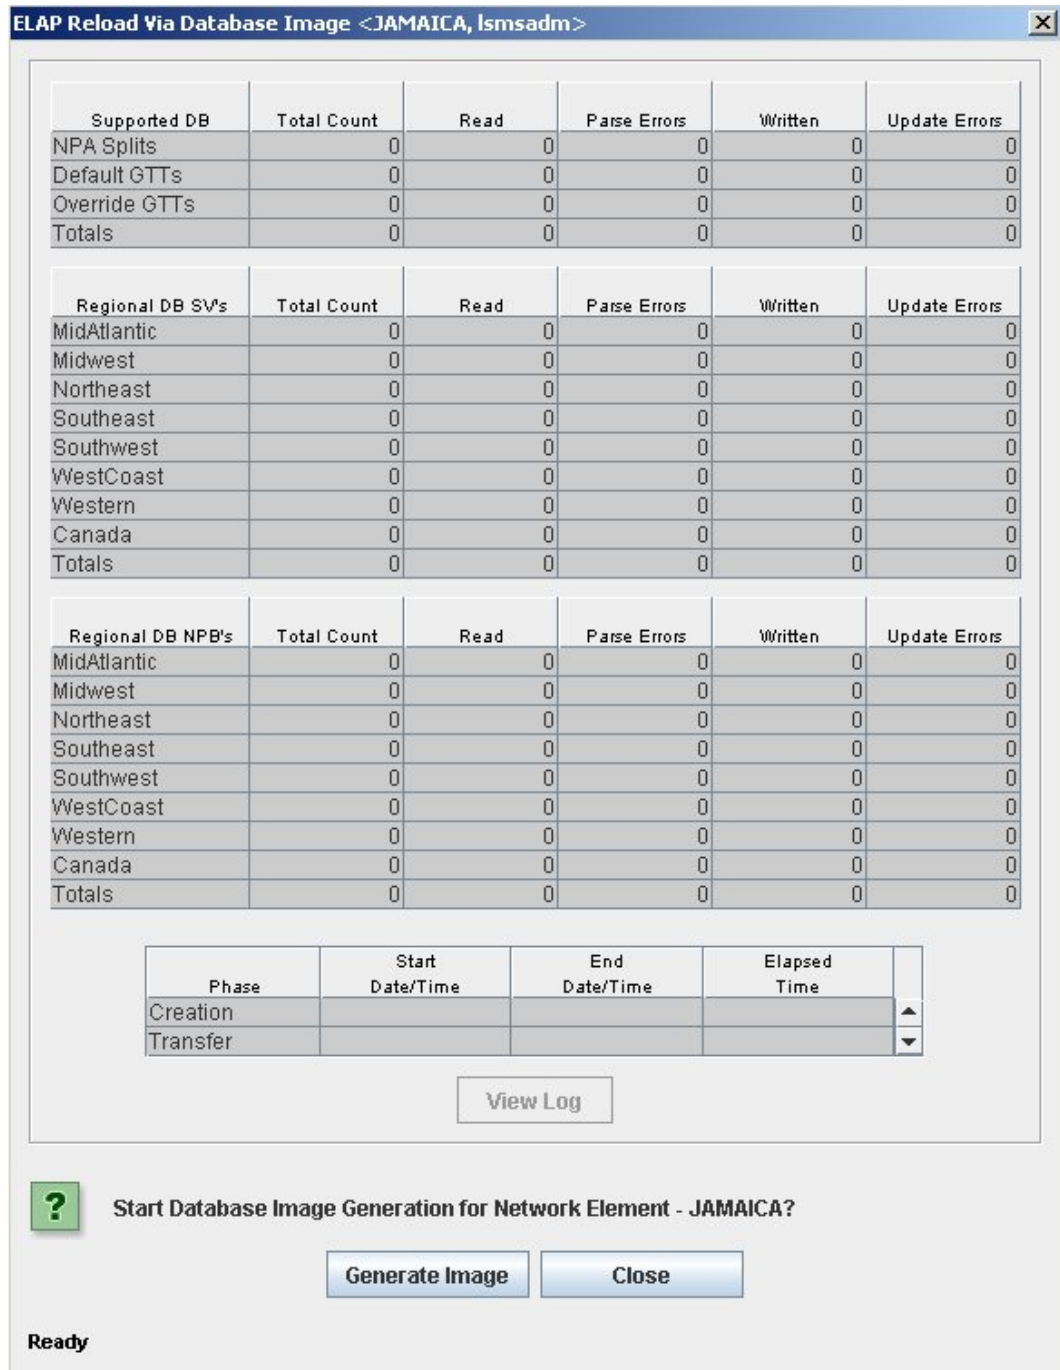 ELAP Reload Via Database Image <JAMAICA, lsmsadm>
Supported DB Total Count Read Parse Errors Written Update Errors
NPA Splits 0 0 0 0 0
Default GTTs 0 0 0 0 0
Override GTTs 0 0 0 0 0
Totals 0 0 0 0 0
Regional DB SV's Total Count Read Parse Errors Written Update Errors
MidAtlantic 0 0 0 0 0
Midwest 0 0 0 0 0
Northeast 0 0 0 0 0
Southeast 0 0 0 0 0
Southwest 0 0 0 0 0
WestCoast 0 0 0 0 0
Western 0 0 0 0 0
Canada 0 0 0 0 0
Totals 0 0 0 0 0
Regional DB NPB's Total Count Read Parse Errors Written Update Errors
MidAtlantic 0 0 0 0 0
Midwest 0 0 0 0 0
Northeast 0 0 0 0 0
Southeast 0 0 0 0 0
Southwest 0 0 0 0 0
WestCoast 0 0 0 0 0
Western 0 0 0 0 0
Canada 0 0 0 0 0
Totals 0 0 0 0 0
Start End Elapsed
Phase Date/Time Date/Time Time
Creation
Transfer
View Log
? Start Database Image Generation for Network Element - JAMAICA?
Generate Image Close
Ready